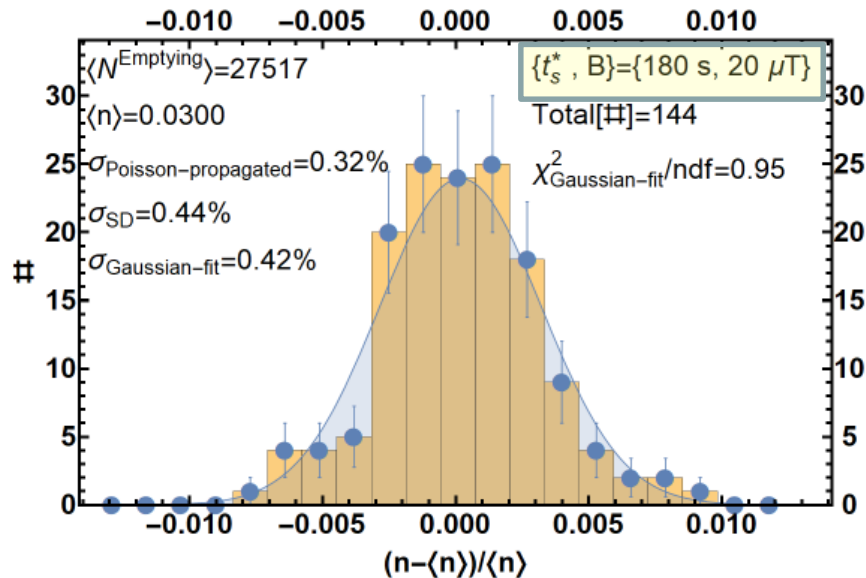 -0.010 -0.005 0.000 0.005 0.010
⟨N^Emptying⟩=27517
{t_s^* , B}={180 s, 20 μT}
⟨n⟩=0.0300
Total[⌗]=144
σ_Poisson-propagated=0.32%
χ²_Gaussian-fit/ndf=0.95
σ_SD=0.44%
σ_Gaussian-fit=0.42%
⌗
30 30
25 25
20 20
15 15
10 10
5 5
0 0
-0.010 -0.005 0.000 0.005 0.010
(n-⟨n⟩)/⟨n⟩